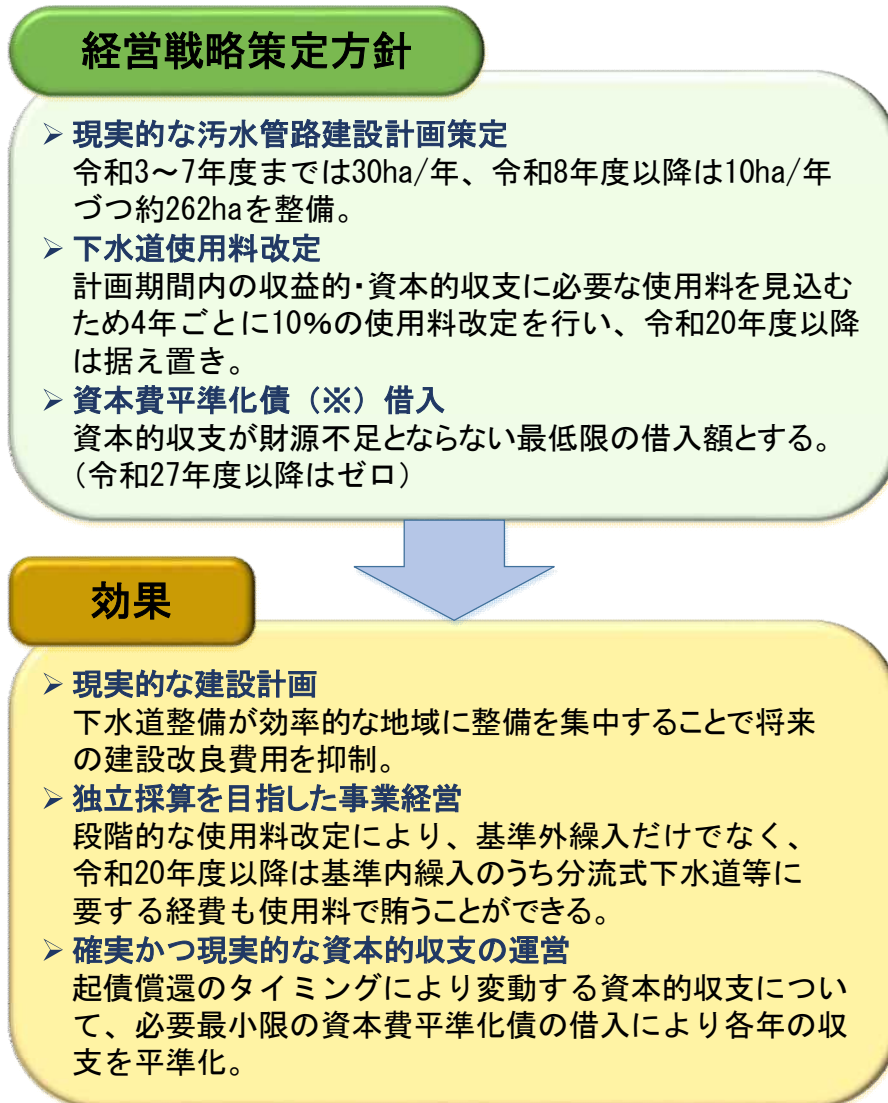 経営戦略策定方針
➢ 現実的な汚水管路建設計画策定
令和3～7年度までは30ha/年、令和8年度以降は10ha/年
づつ約262haを整備。
➢ 下水道使用料改定
計画期間内の収益的・資本的収支に必要な使用料を見込む
ため4年ごとに10%の使用料改定を行い、令和20年度以降
は据え置き。
➢ 資本費平準化債（※）借入
資本的収支が財源不足とならない最低限の借入額とする。
（令和27年度以降はゼロ）
効果
➢ 現実的な建設計画
下水道整備が効率的な地域に整備を集中することで将来
の建設改良費用を抑制。
➢ 独立採算を目指した事業経営
段階的な使用料改定により、基準外繰入だけでなく、
令和20年度以降は基準内繰入のうち分流式下水道等に
要する経費も使用料で賄うことができる。
➢ 確実かつ現実的な資本的収支の運営
起債償還のタイミングにより変動する資本的収支につい
て、必要最小限の資本費平準化債の借入により各年の収
支を平準化。